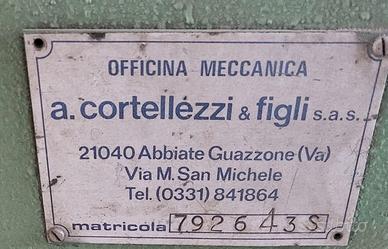 OFFICINA MECCANICA
a. cortellezzi & figli s.a.s.
21040 Abbiate Guazzone (Va)
Via M. San Michele
Tel. (0331) 841864
matricola 792643S